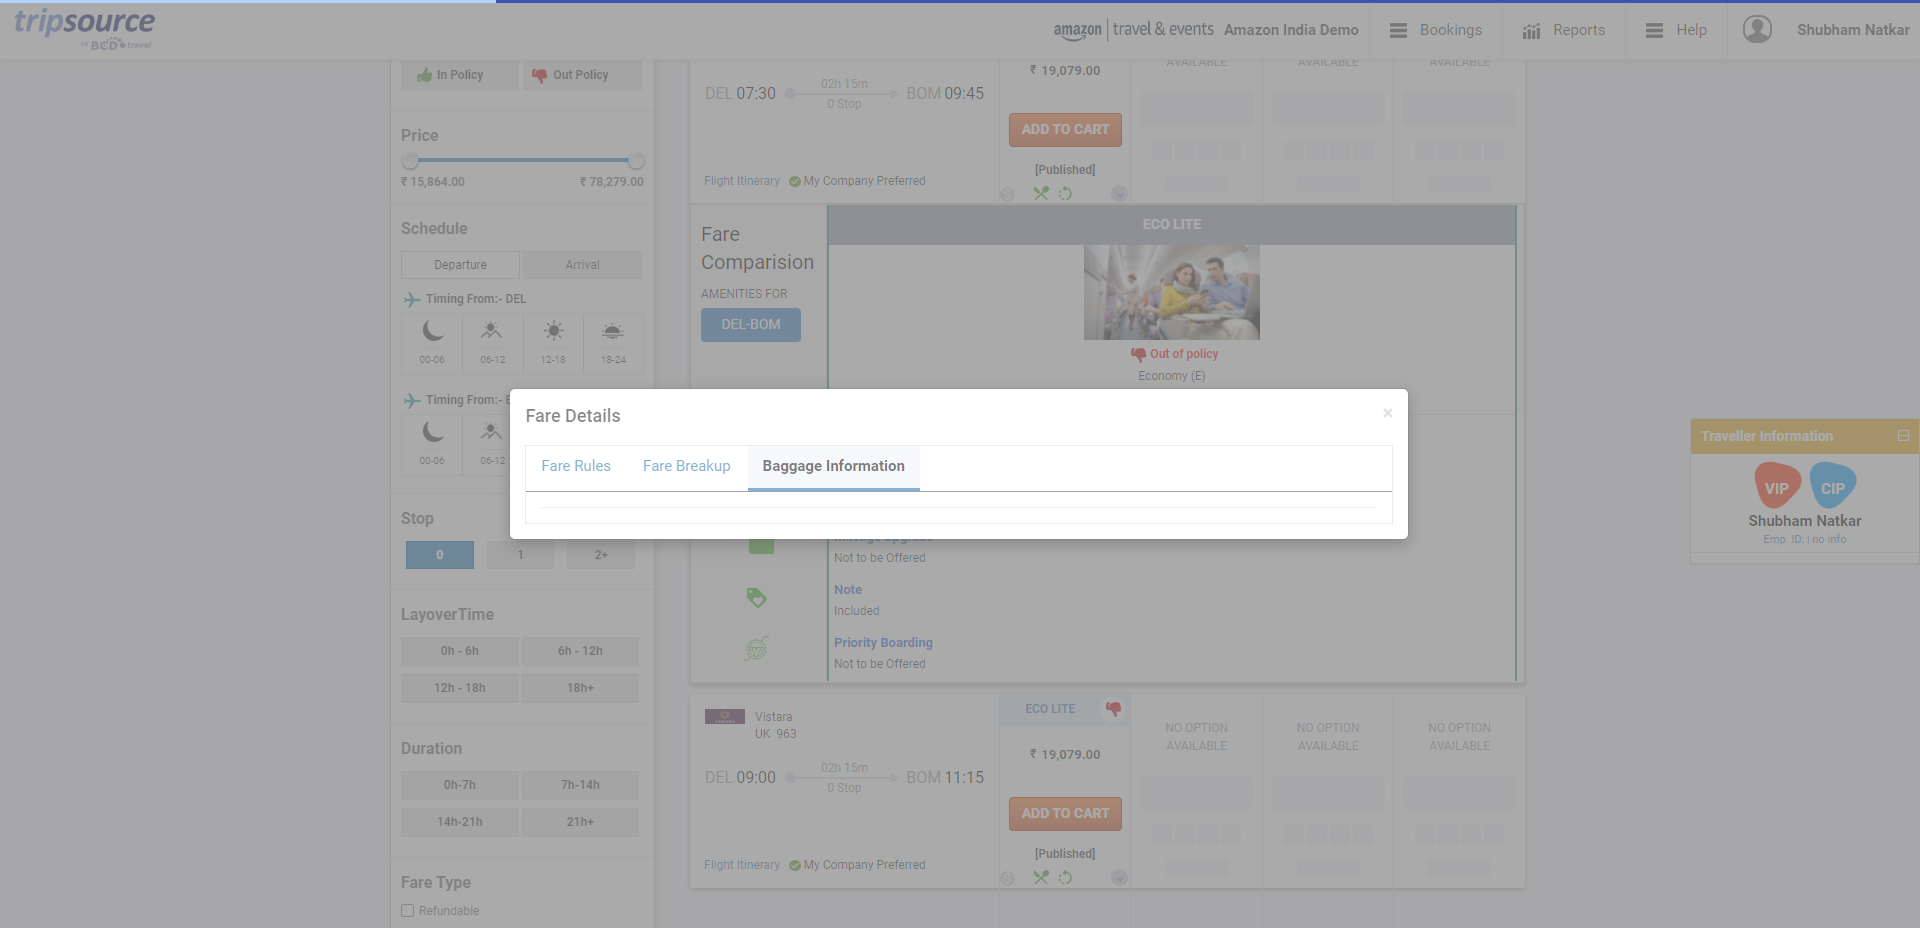 tripsource
by BCD travel
amazon travel & events Amazon India Demo
Bookings
Reports
Help
Shubham Natkar
In Policy
Out Policy
Price
₹ 15,864.00
₹ 78,279.00
Schedule
Departure
Arrival
Timing From:- DEL
00-06
06-12
12-18
18-24
Timing From:-
00-06
06-12
Stop
0
1
2+
LayoverTime
0h - 6h
6h - 12h
12h - 18h
18h+
Duration
0h-7h
7h-14h
14h-21h
21h+
Fare Type
Refundable
DEL 07:30
02h 15m
0 Stop
BOM 09:45
Flight Itinerary
My Company Preferred
₹ 19,079.00
ADD TO CART
[Published]
AVAILABLE
AVAILABLE
AVAILABLE
Fare
Comparision
AMENITIES FOR
DEL-BOM
ECO LITE
Out of policy
Economy (E)
Fare Details
×
Fare Rules
Fare Breakup
Baggage Information
Mileage Upgrade
Not to be Offered
Note
Included
Priority Boarding
Not to be Offered
Vistara
UK 963
DEL 09:00
02h 15m
0 Stop
BOM 11:15
Flight Itinerary
My Company Preferred
ECO LITE
₹ 19,079.00
ADD TO CART
[Published]
NO OPTION
AVAILABLE
NO OPTION
AVAILABLE
NO OPTION
AVAILABLE
Traveller Information
VIP
CIP
Shubham Natkar
Emp. ID: | no Info